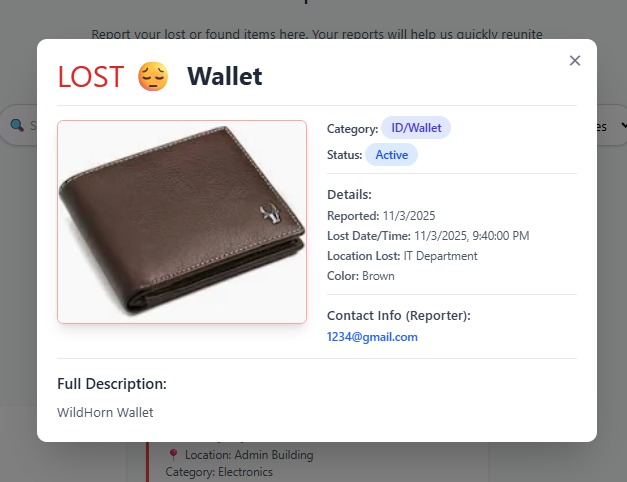 Report your lost or found items here. Your reports will help us quickly reunite
LOST 😔 Wallet
×
Category: ID/Wallet
Status: Active
Details:
Reported: 11/3/2025
Lost Date/Time: 11/3/2025, 9:40:00 PM
Location Lost: IT Department
Color: Brown
Contact Info (Reporter):
1234@gmail.com
Full Description:
WildHorn Wallet
📍 Location: Admin Building
Category: Electronics